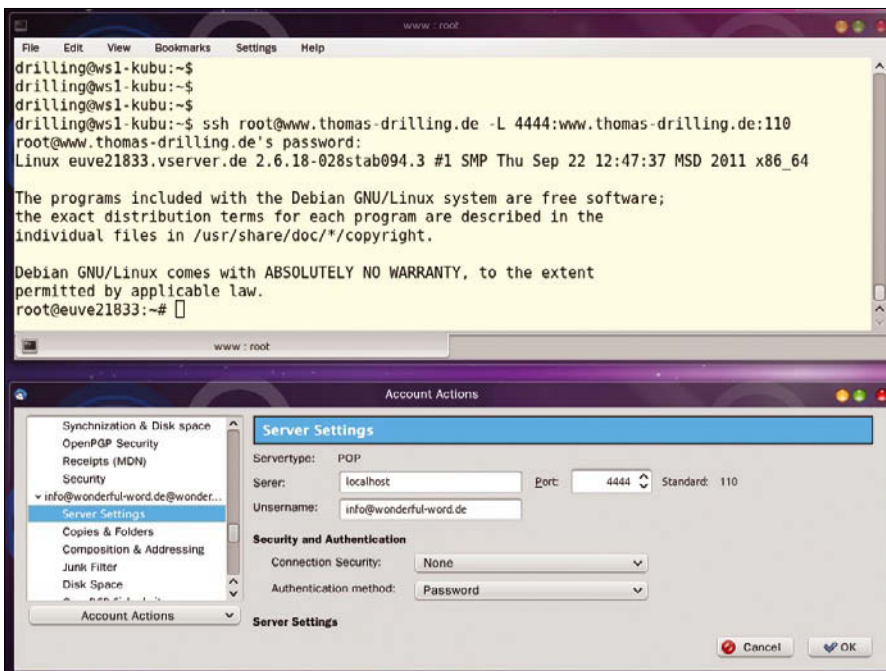 www : root
File Edit View Bookmarks Settings Help
drilling@ws1-kubu:~$
drilling@ws1-kubu:~$
drilling@ws1-kubu:~$
drilling@ws1-kubu:~$ ssh root@www.thomas-drilling.de -L 4444:www.thomas-drilling.de:110
root@www.thomas-drilling.de's password:
Linux euve21833.vserver.de 2.6.18-028stab094.3 #1 SMP Thu Sep 22 12:47:37 MSD 2011 x86_64
The programs included with the Debian GNU/Linux system are free software;
the exact distribution terms for each program are described in the
individual files in /usr/share/doc/*/copyright.
Debian GNU/Linux comes with ABSOLUTELY NO WARRANTY, to the extent
permitted by applicable law.
root@euve21833:~#
www : root
Account Actions
Synchnization & Disk space
OpenPGP Security
Receipts (MDN)
Security
info@wonderful-word.de@wonder...
Server Settings
Copies & Folders
Composition & Addressing
Junk Filter
Disk Space
Account Actions
Server Settings
Servertype: POP
Serer: localhost Port: 4444 Standard: 110
Unsername: info@wonderful-word.de
Security and Authentication
Connection Security: None
Authentication method: Password
Server Settings
Cancel OK